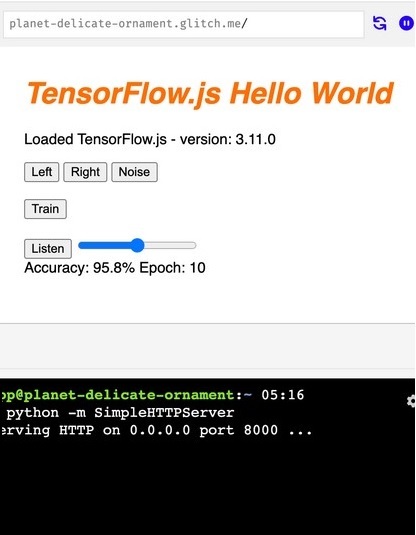 planet-delicate-ornament.glitch.me/
TensorFlow.js Hello World
Loaded TensorFlow.js - version: 3.11.0
Left Right Noise
Train
Listen
Accuracy: 95.8% Epoch: 10
pp@planet-delicate-ornament:~ 05:16
python -m SimpleHTTPServer
erving HTTP on 0.0.0.0 port 8000 ...